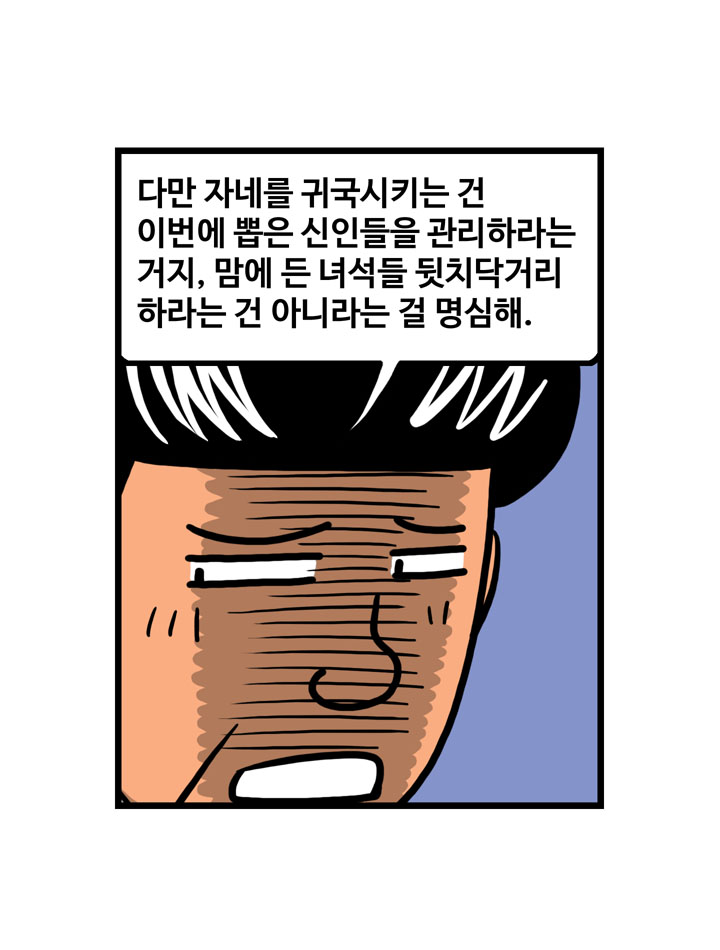 다만 자네를 귀국시키는 건
이번에 뽑은 신인들을 관리하라는
거지, 맘에 든 녀석들 뒷치닥거리
하라는 건 아니라는 걸 명심해.